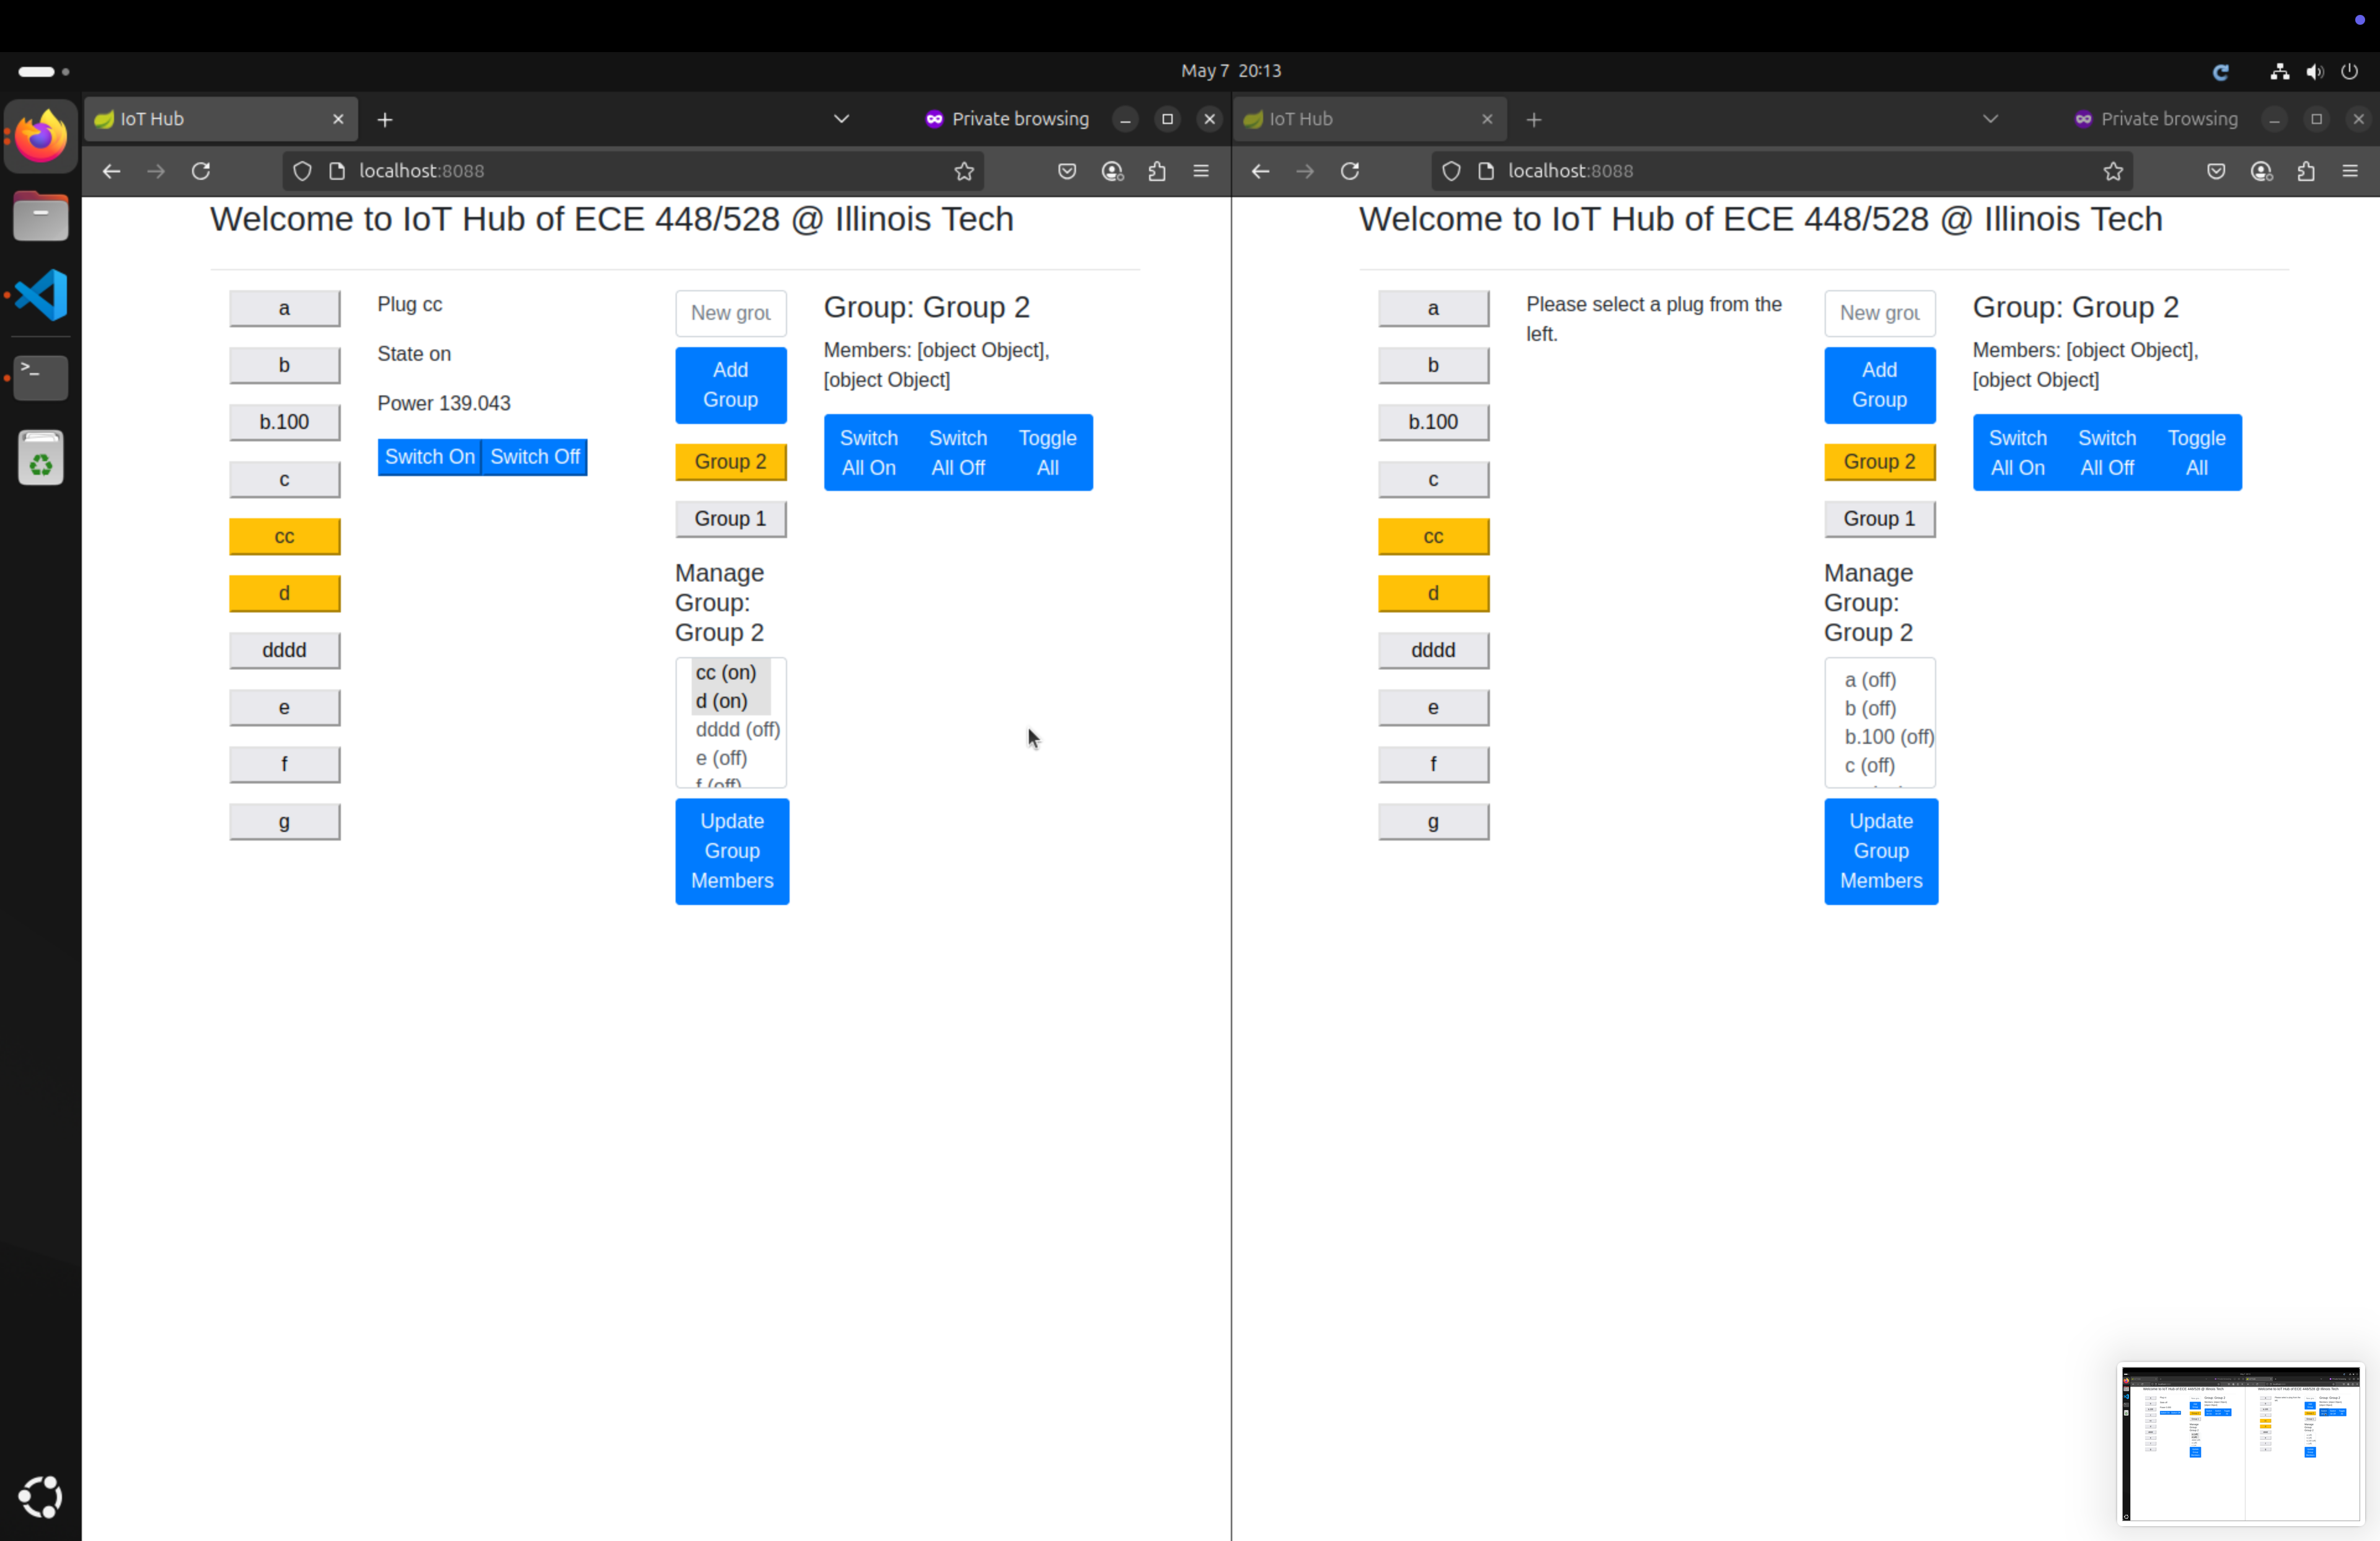 May 7 20:13
IoT Hub
Private browsing
localhost:8088
Welcome to IoT Hub of ECE 448/528 @ Illinois Tech
a
b
b.100
c
cc
d
dddd
e
f
g
Plug cc
State on
Power 139.043
Switch On
Switch Off
New grou
Add
Group
Group 2
Group 1
Manage
Group:
Group 2
cc (on)
d (on)
dddd (off)
e (off)
f (off)
Update
Group
Members
Group: Group 2
Members: [object Object],
[object Object]
Switch
All On
Switch
All Off
Toggle
All
IoT Hub
Private browsing
localhost:8088
Welcome to IoT Hub of ECE 448/528 @ Illinois Tech
a
b
b.100
c
cc
d
dddd
e
f
g
Please select a plug from the
left.
New grou
Add
Group
Group 2
Group 1
Manage
Group:
Group 2
a (off)
b (off)
b.100 (off)
c (off)
Update
Group
Members
Group: Group 2
Members: [object Object],
[object Object]
Switch
All On
Switch
All Off
Toggle
All